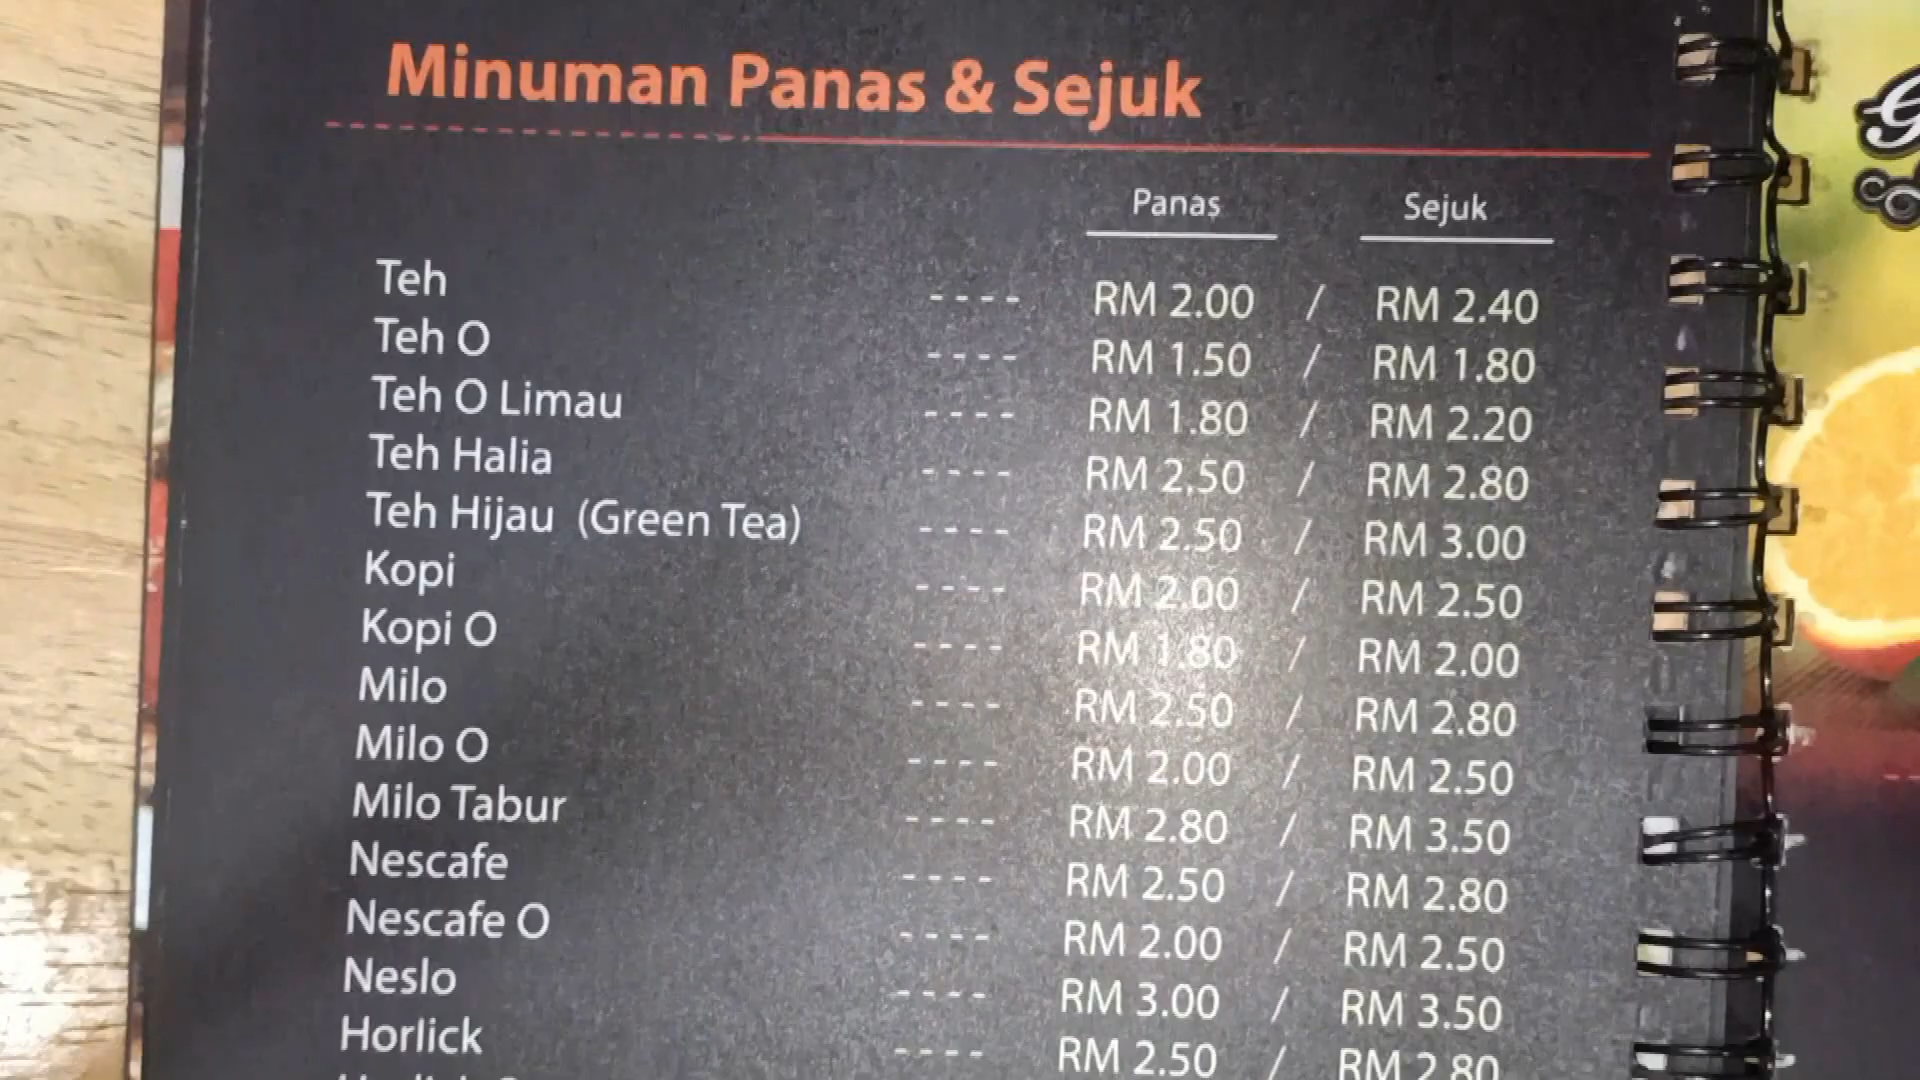 Minuman Panas & Sejuk
Panas Sejuk
Teh ---- RM 2.00 / RM 2.40
Teh O ---- RM 1.50 / RM 1.80
Teh O Limau ---- RM 1.80 / RM 2.20
Teh Halia ---- RM 2.50 / RM 2.80
Teh Hijau (Green Tea) ---- RM 2.50 / RM 3.00
Kopi ---- RM 2.00 / RM 2.50
Kopi O ---- RM 1.80 / RM 2.00
Milo ---- RM 2.50 / RM 2.80
Milo O ---- RM 2.00 / RM 2.50
Milo Tabur ---- RM 2.80 / RM 3.50
Nescafe ---- RM 2.50 / RM 2.80
Nescafe O ---- RM 2.00 / RM 2.50
Neslo ---- RM 3.00 / RM 3.50
Horlick ---- RM 2.50 / RM 2.80